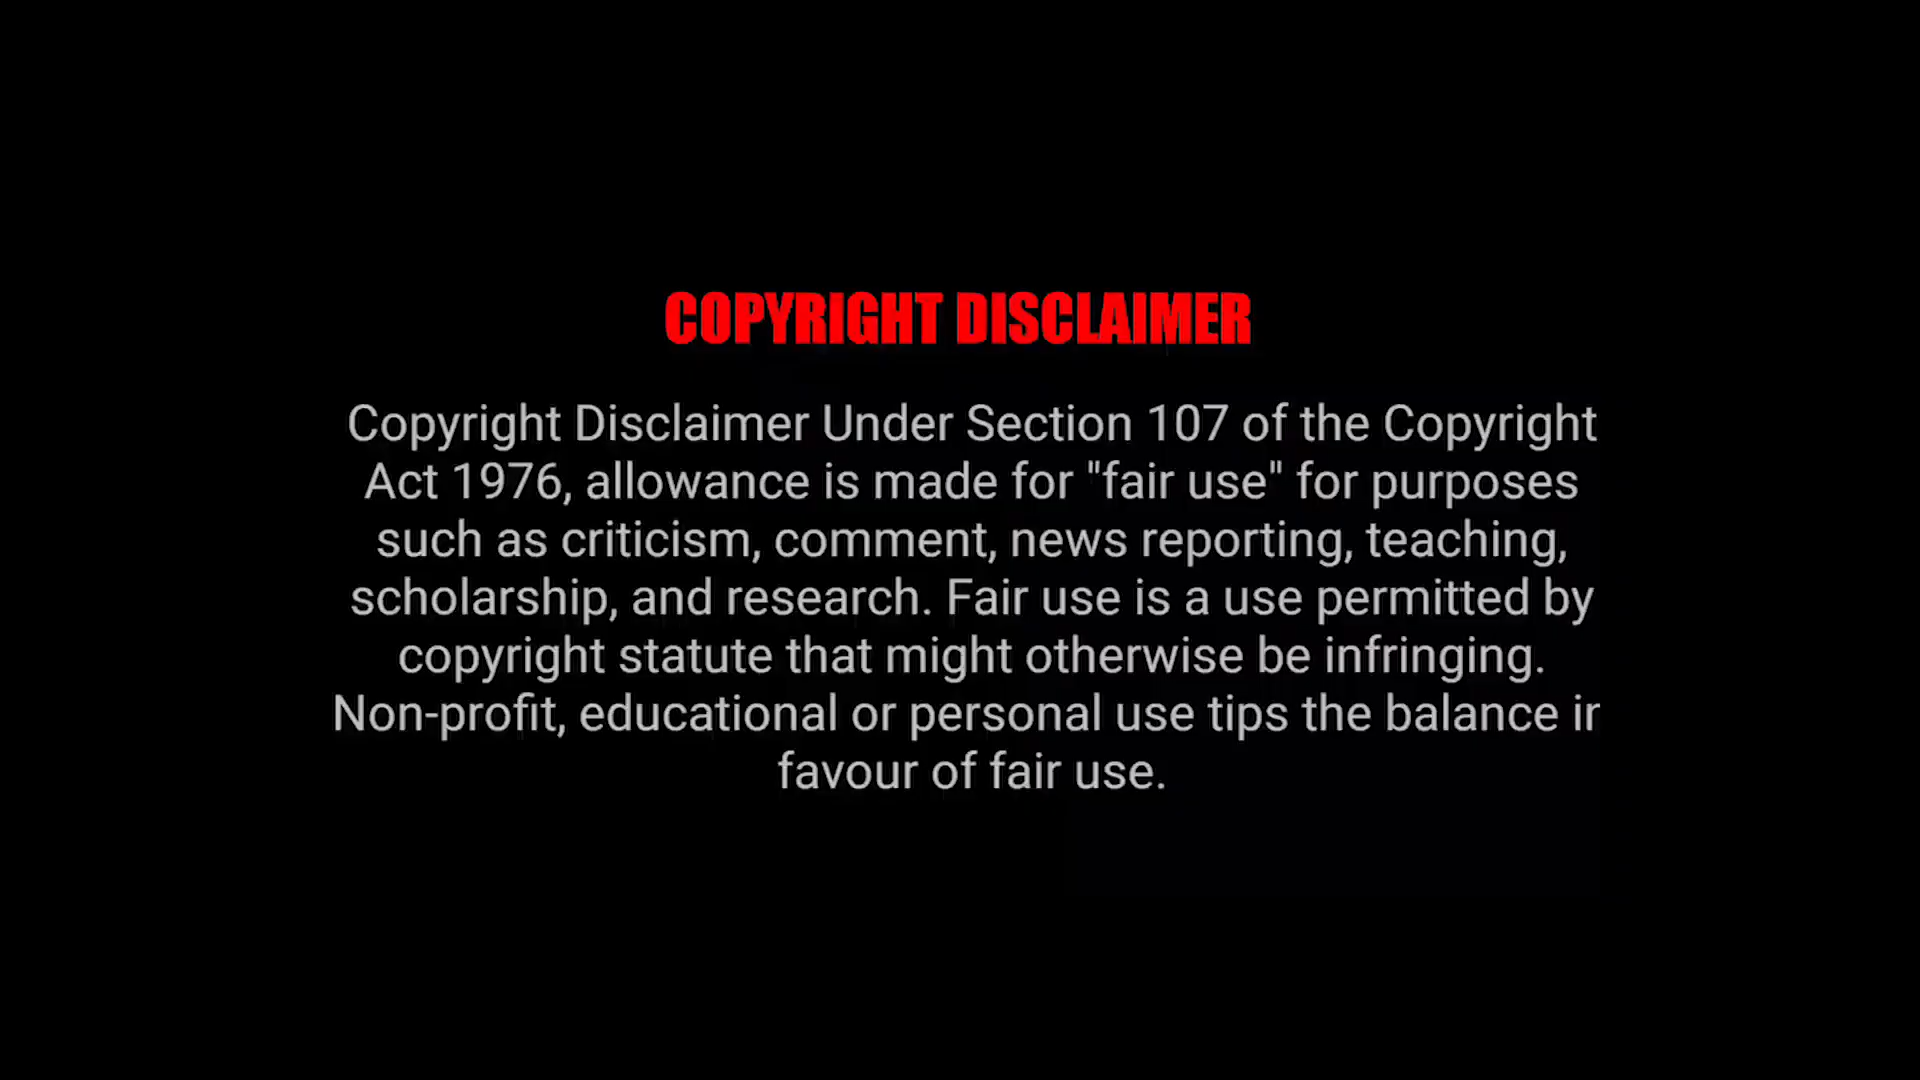 COPYRIGHT DISCLAIMER
Copyright Disclaimer Under Section 107 of the Copyright
Act 1976, allowance is made for "fair use" for purposes
such as criticism, comment, news reporting, teaching,
scholarship, and research. Fair use is a use permitted by
copyright statute that might otherwise be infringing.
Non-profit, educational or personal use tips the balance
favour of fair use.